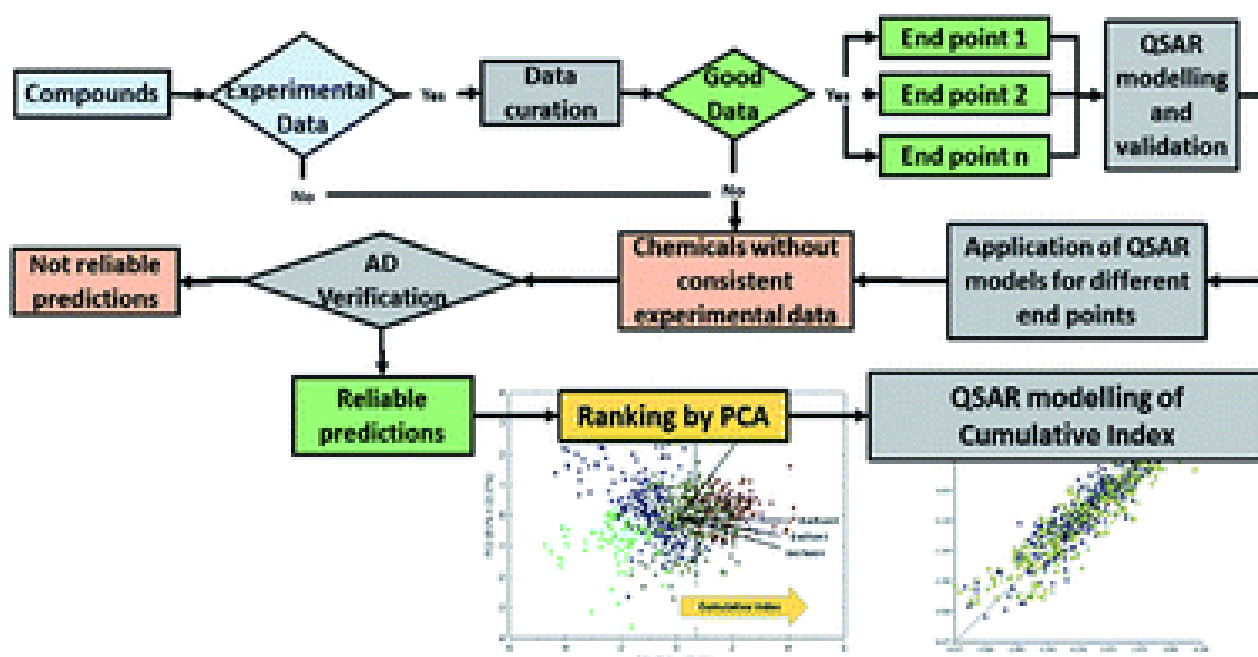 Compounds
Experimental
Data
Yes
Data
curation
Good
Data
Yes
End point 1
End point 2
End point n
QSAR
modelling
and
validation
No
No
Not reliable
predictions
AD
Verification
Chemicals without
consistent
experimental data
Application of QSAR
models for different
end points
Reliable
predictions
Ranking by PCA
QSAR modelling of
Cumulative Index
Cumulative Index